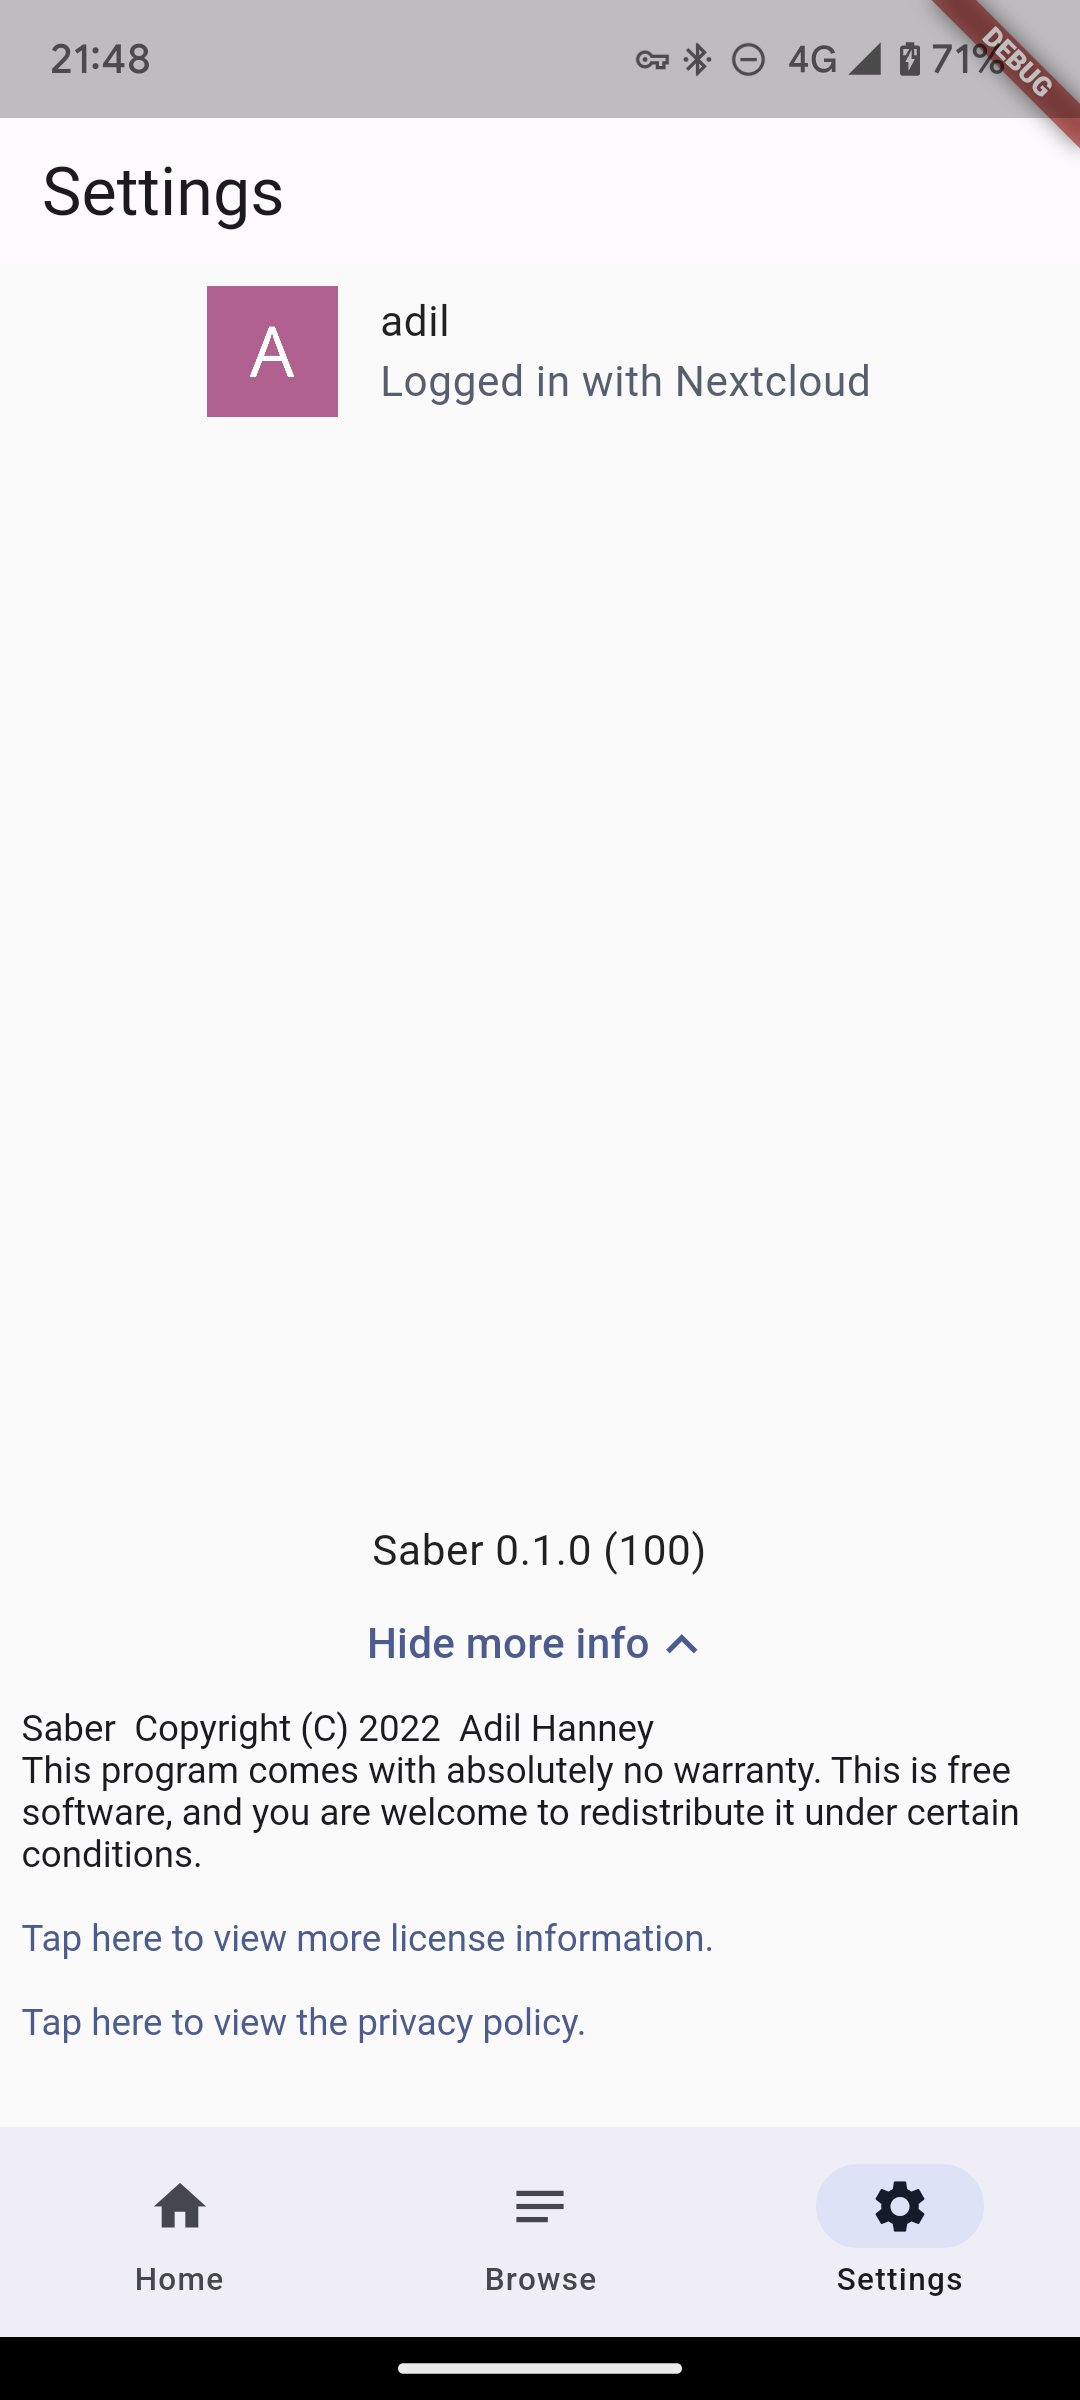 21:48 4G 71%
DEBUG
Settings
A
adil
Logged in with Nextcloud
Saber 0.1.0 (100)
Hide more info
Saber  Copyright (C) 2022  Adil Hanney
This program comes with absolutely no warranty. This is free
software, and you are welcome to redistribute it under certain
conditions.
Tap here to view more license information.
Tap here to view the privacy policy.
Home Browse Settings